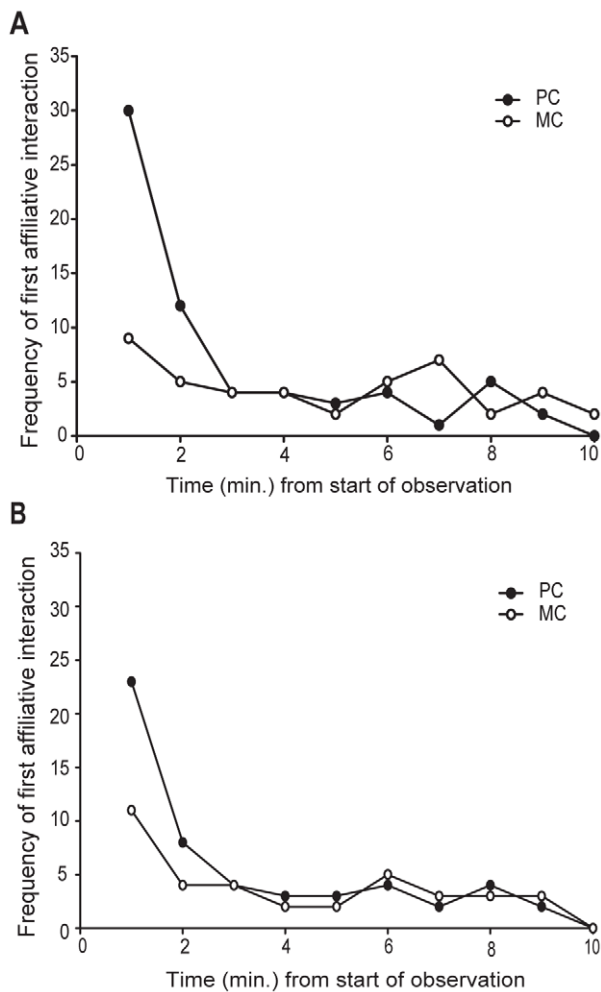 A
Frequency of first affiliative interaction
35
30
25
20
15
10
5
0
PC
MC
0 2 4 6 8 10
Time (min.) from start of observation
B
Frequency of first affiliative interaction
35
30
25
20
15
10
5
0
PC
MC
0 2 4 6 8 10
Time (min.) from start of observation